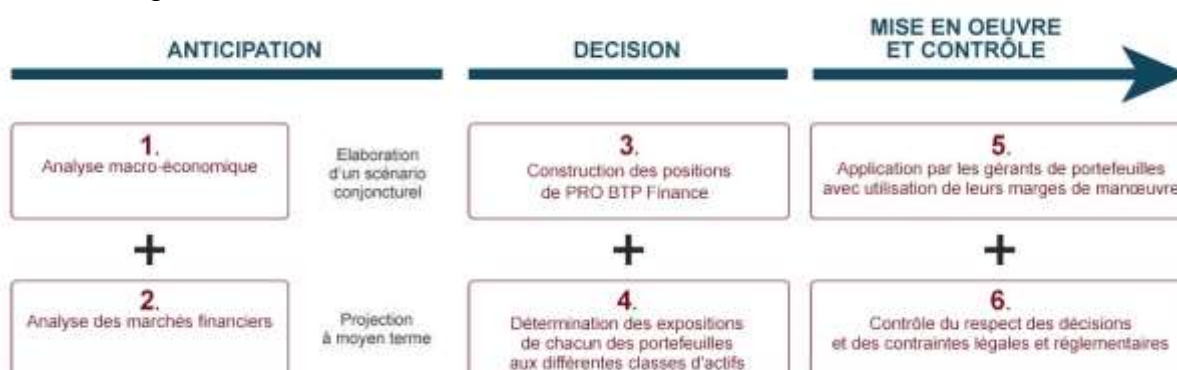 ANTICIPATION
DECISION
MISE EN OEUVRE
ET CONTRÔLE
1.
Analyse macro-économique
Elaboration
d'un scénario
conjoncturel
3.
Construction des positions
de PRO BTP Finance
5.
Application par les gérants de portefeuilles
avec utilisation de leurs marges de manœuvre
+
+
+
2.
Analyse des marchés financiers
Projection
à moyen terme
4.
Détermination des expositions
de chacun des portefeuilles
aux différentes classes d'actifs
6.
Contrôle du respect des décisions
et des contraintes légales et réglementaires